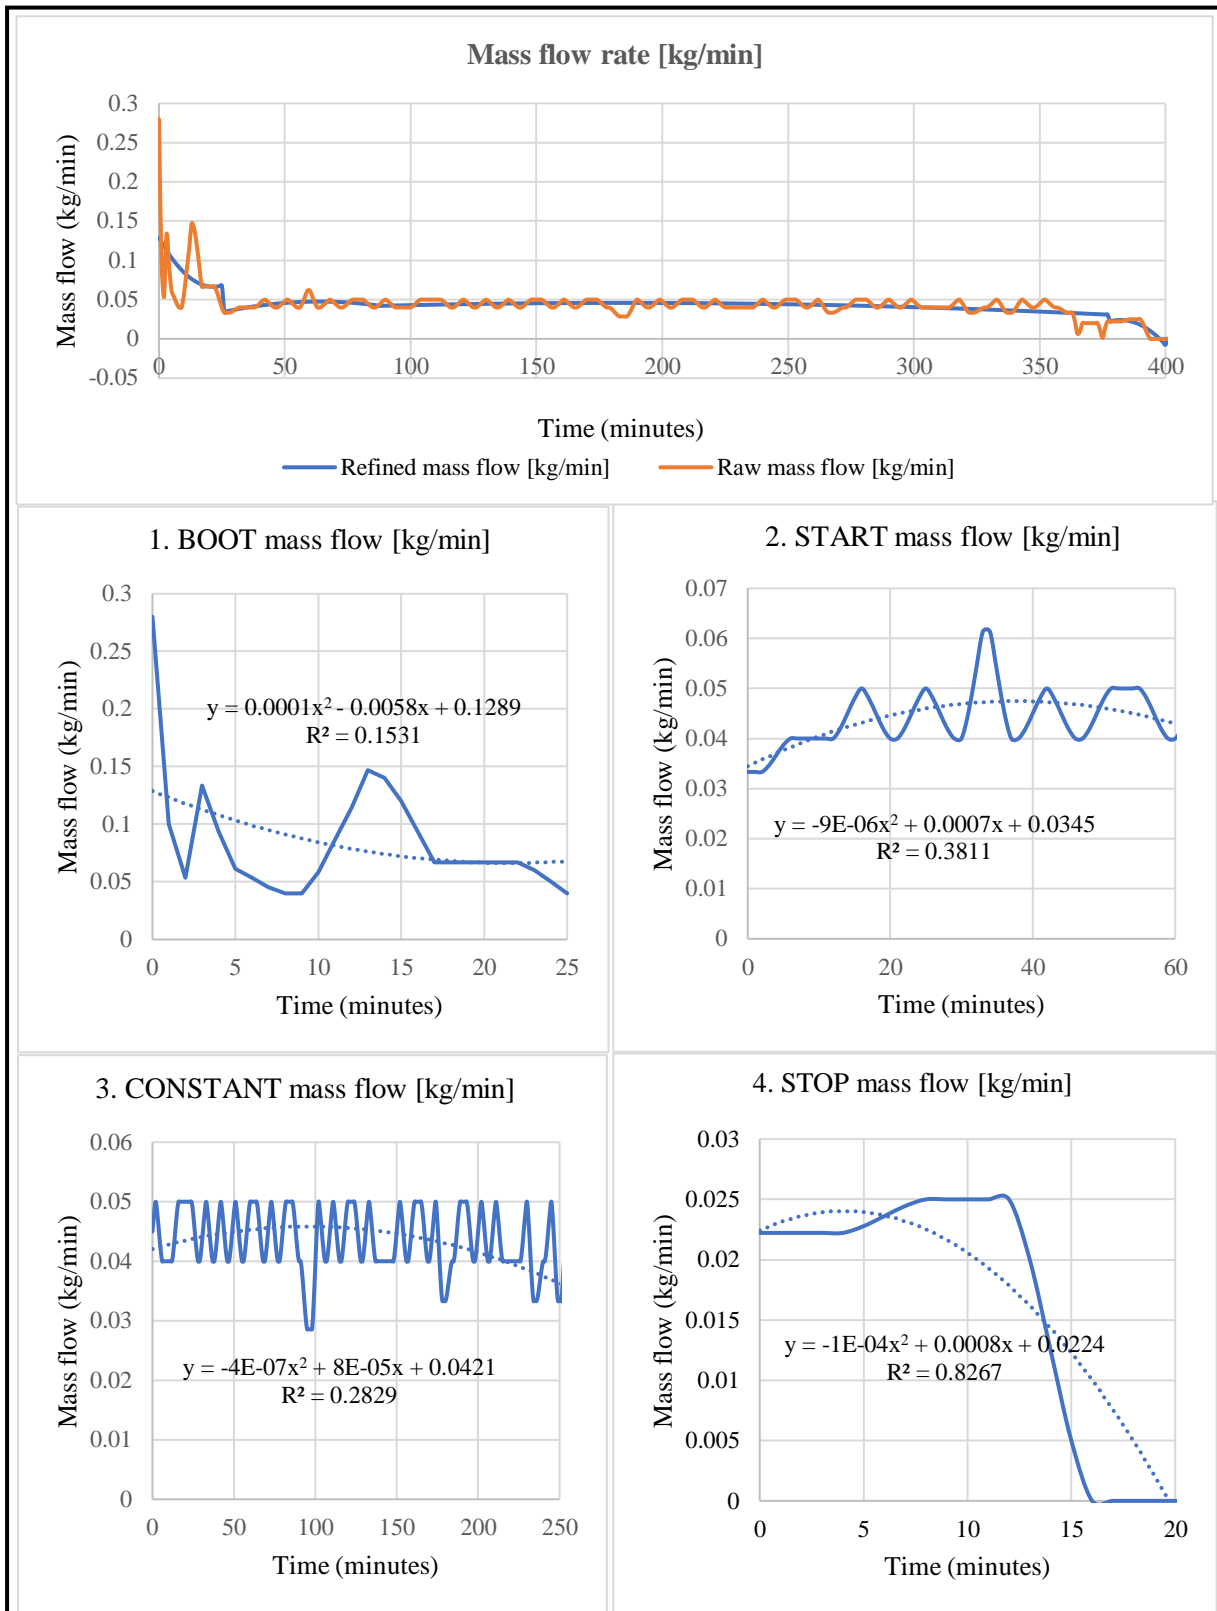 Mass flow rate [kg/min]
0.3
0.25
0.2
0.15
0.1
0.05
0
-0.05
Mass flow (kg/min)
0 50 100 150 200 250 300 350 400
Time (minutes)
Refined mass flow [kg/min] Raw mass flow [kg/min]
1. BOOT mass flow [kg/min]
0.3
0.25
0.2
0.15
0.1
0.05
0
Mass flow (kg/min)
y = 0.0001x² - 0.0058x + 0.1289
R² = 0.1531
0 5 10 15 20 25
Time (minutes)
2. START mass flow [kg/min]
0.07
0.06
0.05
0.04
0.03
0.02
0.01
0
Mass flow (kg/min)
y = -9E-06x² + 0.0007x + 0.0345
R² = 0.3811
0 20 40 60
Time (minutes)
3. CONSTANT mass flow [kg/min]
0.06
0.05
0.04
0.03
0.02
0.01
0
Mass flow (kg/min)
y = -4E-07x² + 8E-05x + 0.0421
R² = 0.2829
0 50 100 150 200 250
Time (minutes)
4. STOP mass flow [kg/min]
0.03
0.025
0.02
0.015
0.01
0.005
0
Mass flow (kg/min)
y = -1E-04x² + 0.0008x + 0.0224
R² = 0.8267
0 5 10 15 20
Time (minutes)